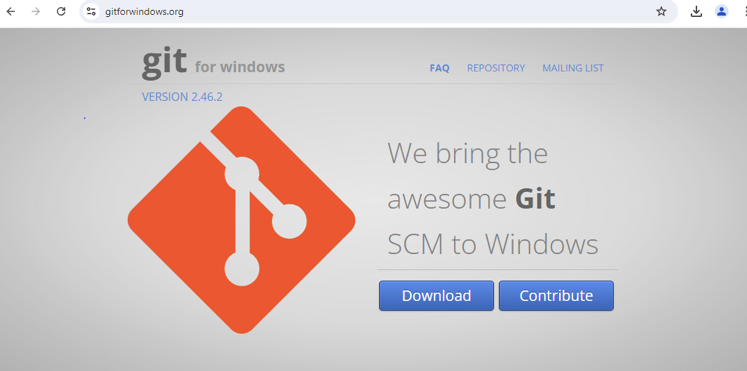 gitforwindows.org
git for windows
FAQ REPOSITORY MAILING LIST
VERSION 2.46.2
We bring the
awesome Git
SCM to Windows
Download Contribute